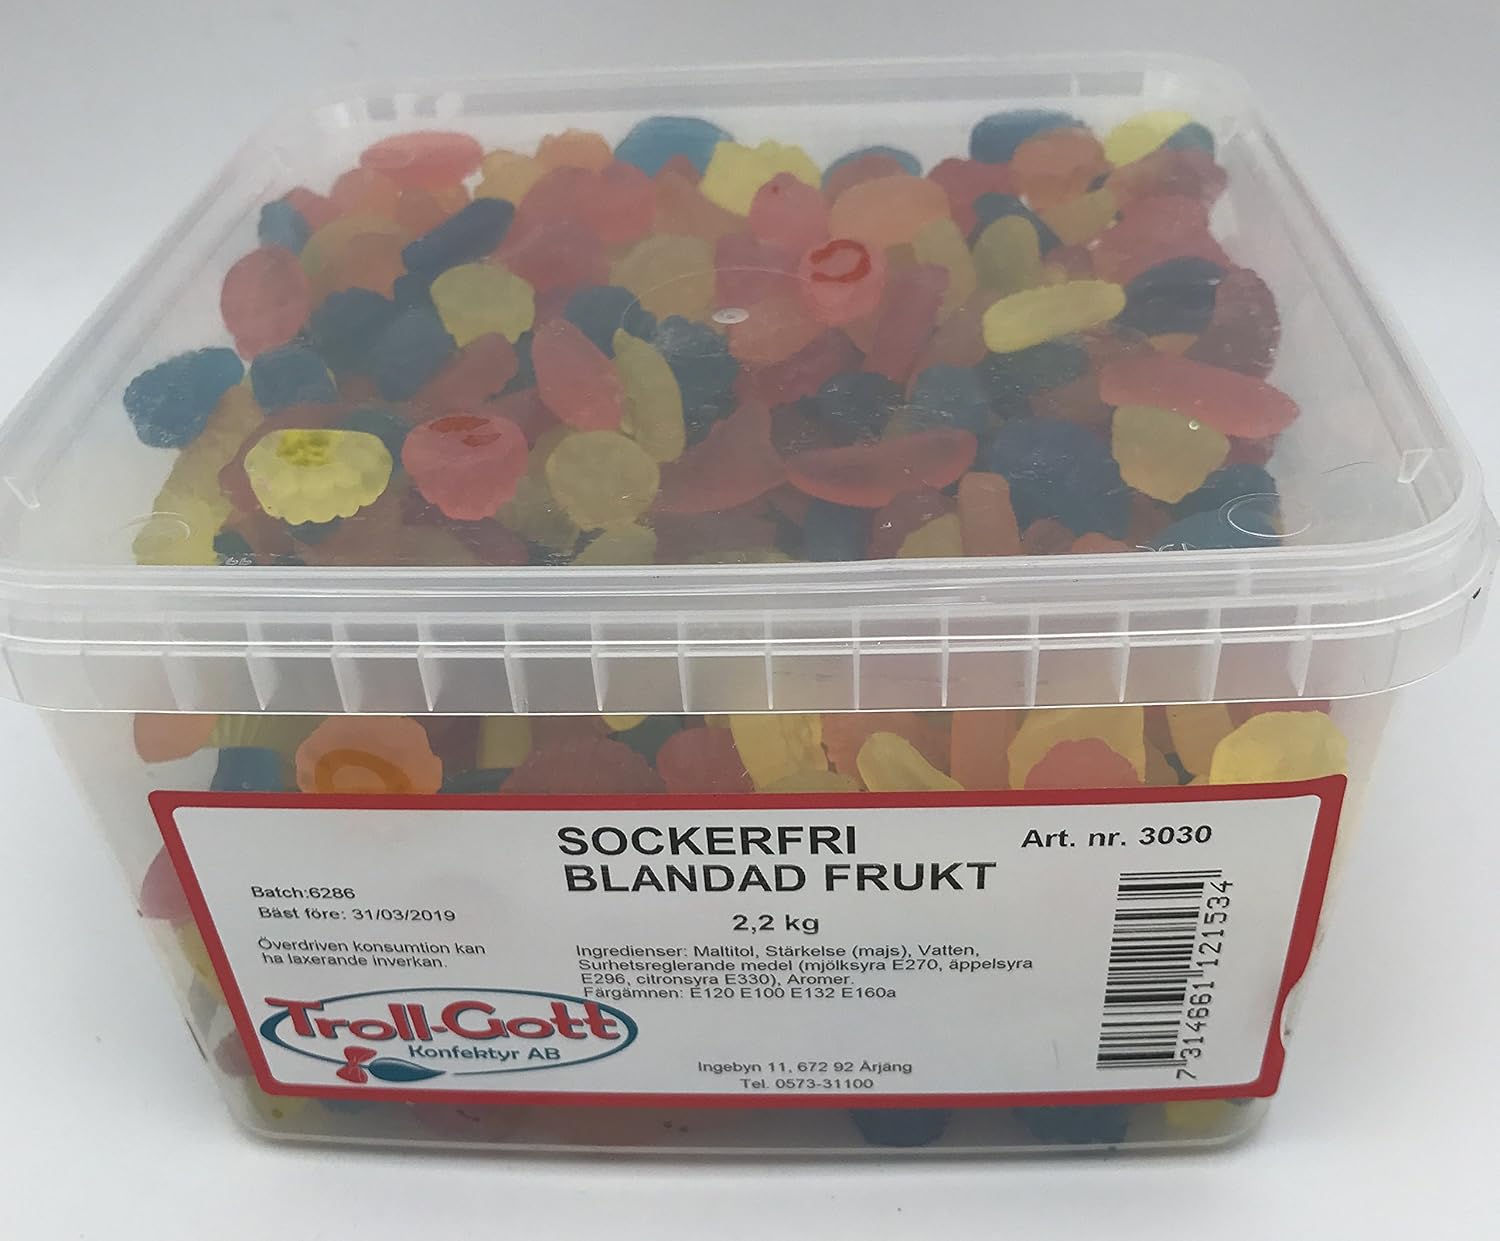 SOCKERFRI
BLANDAD FRUKT
Art. nr. 3030
2,2 kg
Batch:6286
Bäst före: 31/03/2019
Överdriven konsumtion kan
ha laxerande inverkan.
Ingredienser: Maltitol, Stärkelse (majs), Vatten,
Surhetsreglerande medel (mjölksyra E270, äppelsyra
E296, citronsyra E330), Aromer.
Färgämnen: E120 E100 E132 E160a
Troll-Gott
Konfektyr AB
Ingebyn 11, 672 92 Årjäng
Tel. 0573-31100
7 314661 121534